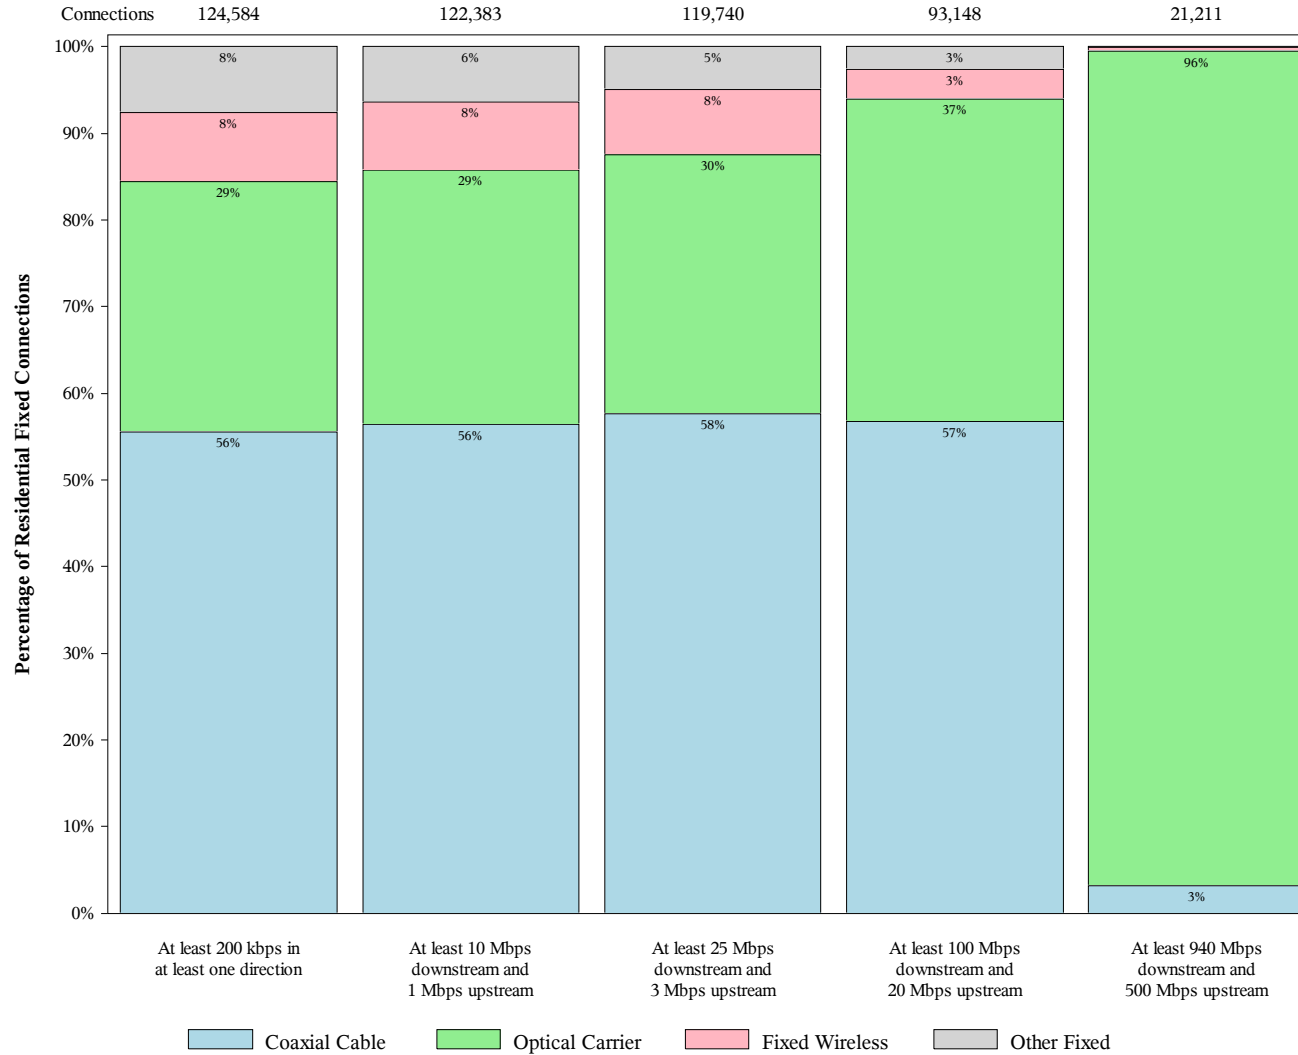 Connections 124,584 122,383 119,740 93,148 21,211
Percentage of Residential Fixed Connections
100%
90%
80%
70%
60%
50%
40%
30%
20%
10%
0%
8%
8%
29%
56%
6%
8%
29%
56%
5%
8%
30%
58%
3%
3%
37%
57%
96%
3%
At least 200 kbps in
at least one direction
At least 10 Mbps
downstream and
1 Mbps upstream
At least 25 Mbps
downstream and
3 Mbps upstream
At least 100 Mbps
downstream and
20 Mbps upstream
At least 940 Mbps
downstream and
500 Mbps upstream
Coaxial Cable Optical Carrier Fixed Wireless Other Fixed